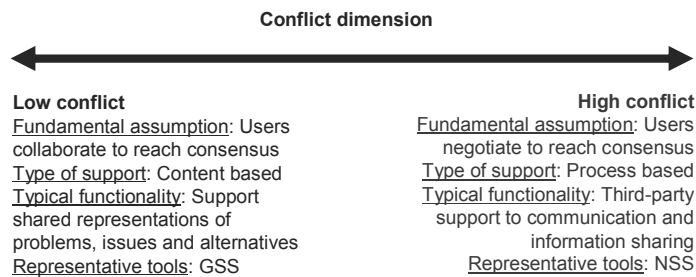 Conflict dimension
Low conflict
Fundamental assumption: Users
collaborate to reach consensus
Type of support: Content based
Typical functionality: Support
shared representations of
problems, issues and alternatives
Representative tools: GSS
High conflict
Fundamental assumption: Users
negotiate to reach consensus
Type of support: Process based
Typical functionality: Third-party
support to communication and
information sharing
Representative tools: NSS